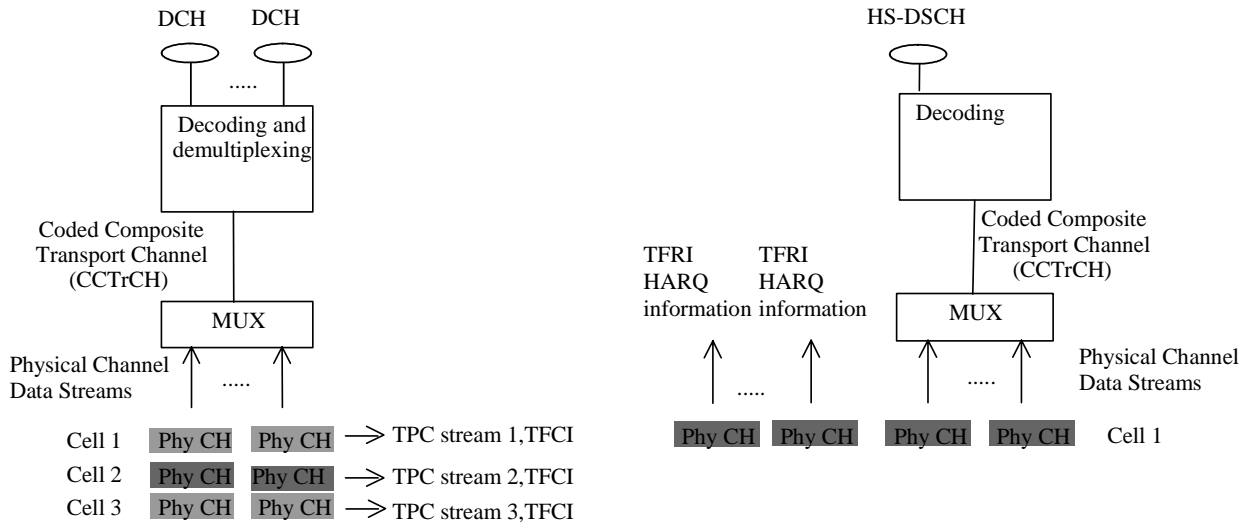 DCH DCH
.....
Decoding and
demultiplexing
Coded Composite
Transport Channel
(CCTrCH)
MUX
Physical Channel
Data Streams
.....
Cell 1 Phy CH Phy CH TPC stream 1,TFCI
Cell 2 Phy CH Phy CH TPC stream 2,TFCI
Cell 3 Phy CH Phy CH TPC stream 3,TFCI
HS-DSCH
Decoding
Coded Composite
Transport Channel
(CCTrCH)
TFRI
HARQ
information
TFRI
HARQ
information
MUX
Physical Channel
Data Streams
.....
.....
Phy CH Phy CH Phy CH Phy CH Cell 1